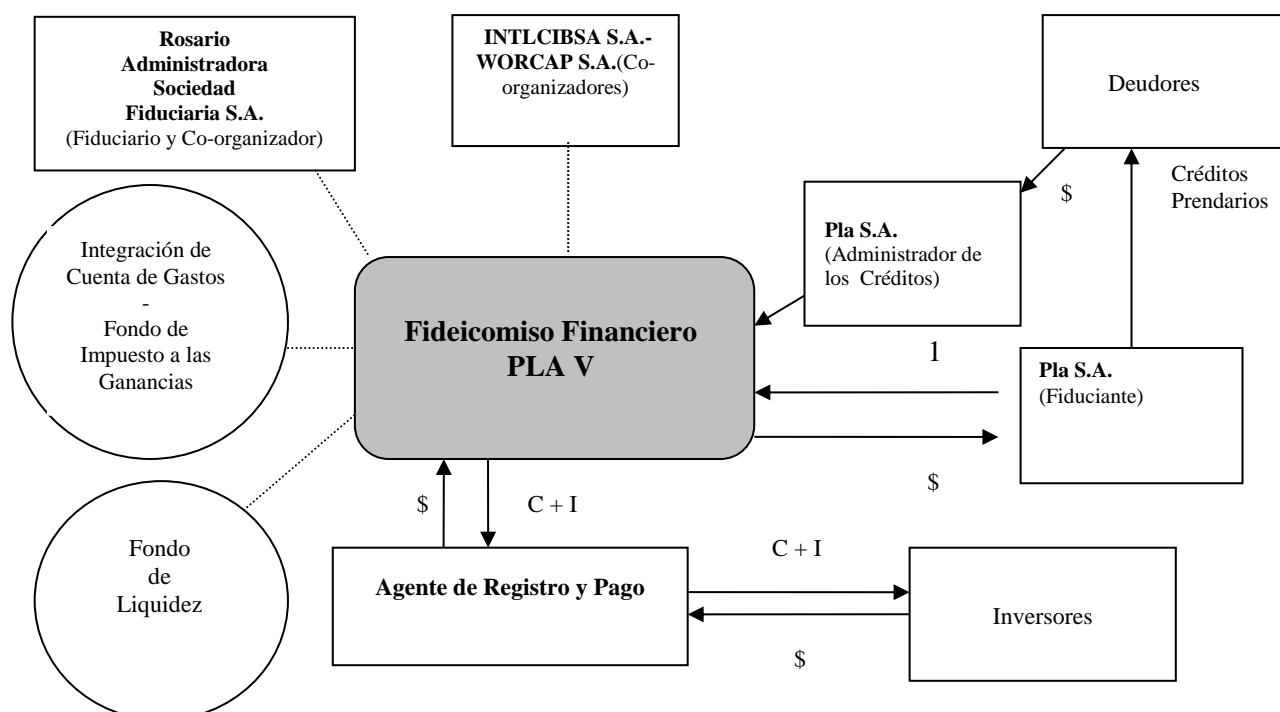 Rosario
Administradora
Sociedad
Fiduciaria S.A.
(Fiduciario y Co-organizador)
INTLCIBSA S.A.-
WORCAP S.A.(Co-
organizadores)
Deudores
Créditos
Prendarios
$
Pla S.A.
(Administrador de
los Créditos)
Integración de
Cuenta de Gastos
-
Fondo de
Impuesto a las
Ganancias
Fideicomiso Financiero
PLA V
1
Pla S.A.
(Fiduciante)
$
$
C + I
Fondo
de
Liquidez
Agente de Registro y Pago
C + I
$
Inversores